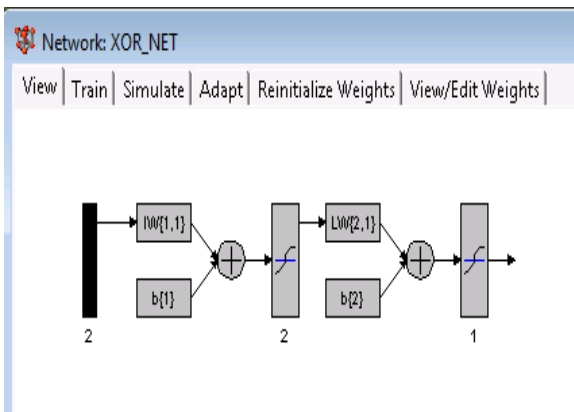 Network: XOR_NET
View Train Simulate Adapt Reinitialize Weights View/Edit Weights
IW{1,1} LW{2,1}
b{1} b{2}
2 2 1